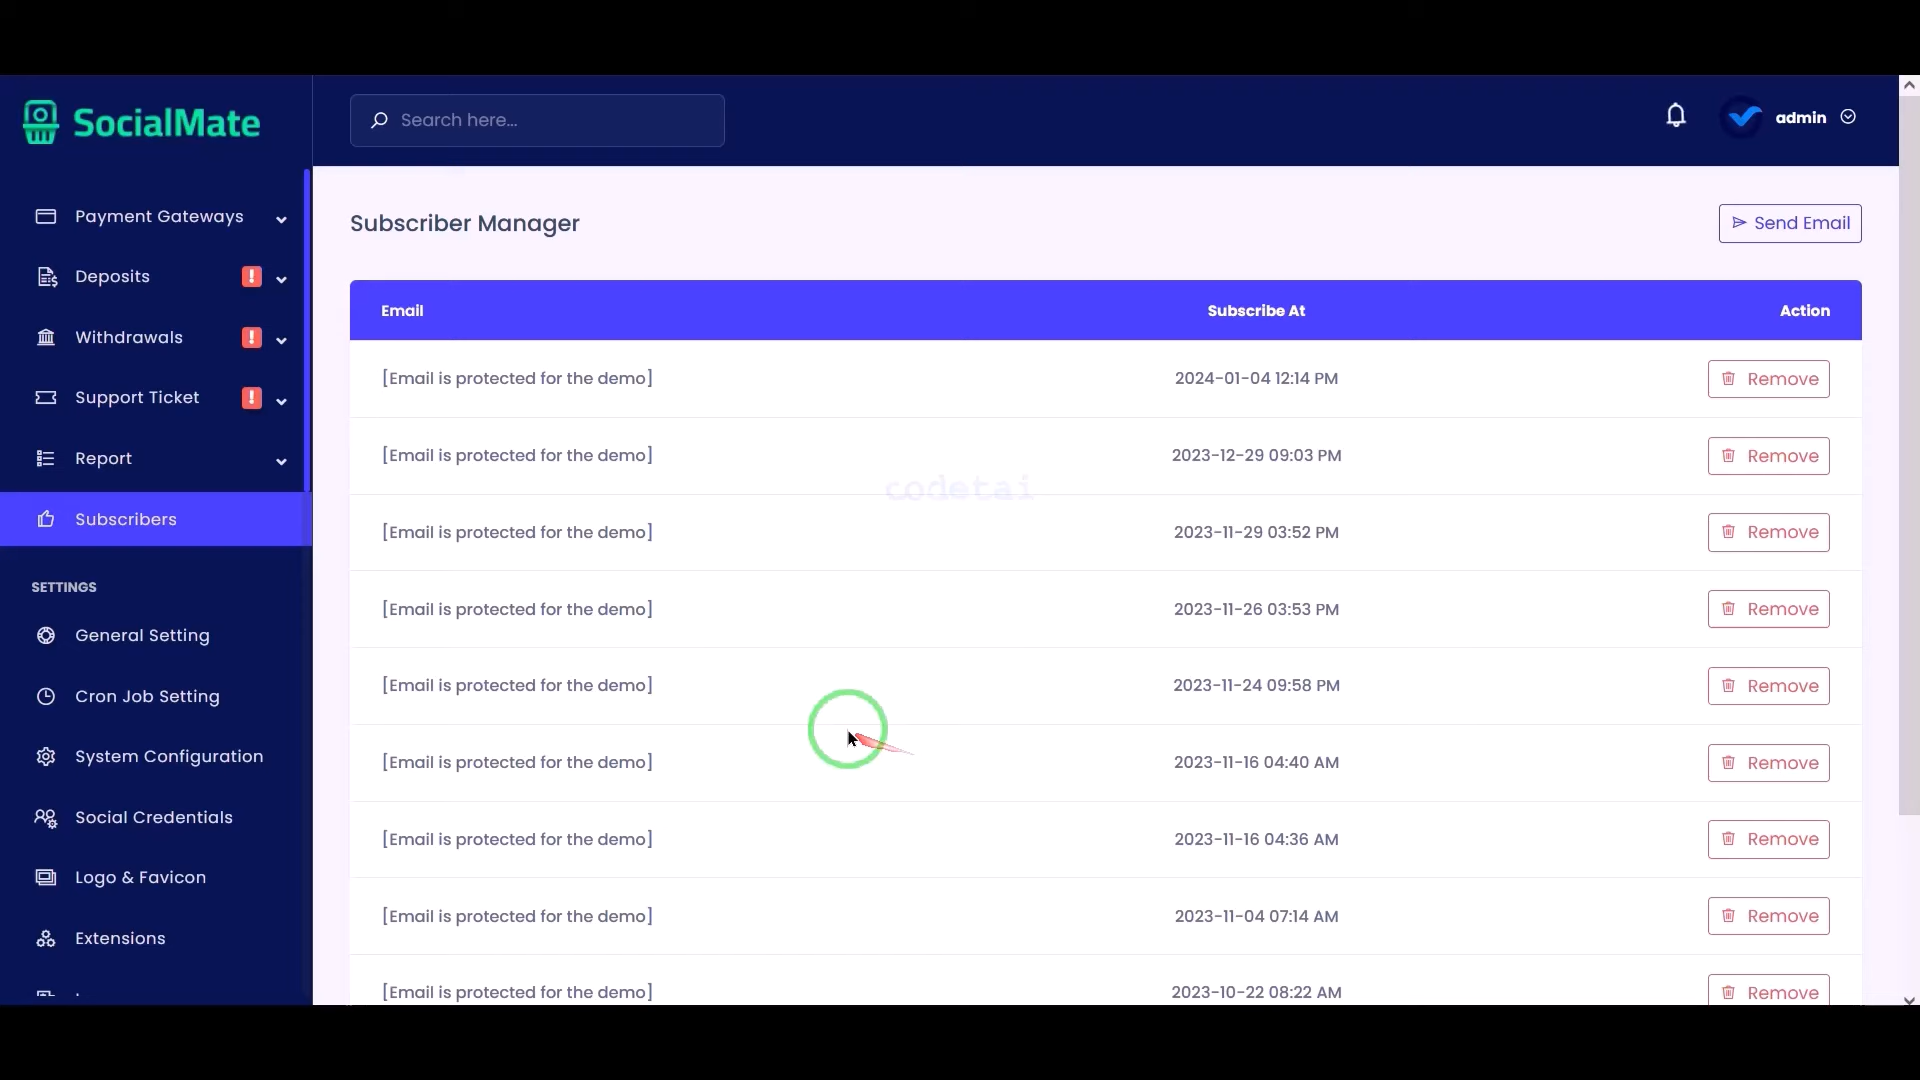 SocialMate
Search here...
admin
Payment Gateways
Deposits !
Withdrawals !
Support Ticket !
Report
Subscribers
SETTINGS
General Setting
Cron Job Setting
System Configuration
Social Credentials
Logo & Favicon
Extensions
Subscriber Manager
Send Email
Email Subscribe At Action
[Email is protected for the demo] 2024-01-04 12:14 PM Remove
[Email is protected for the demo] 2023-12-29 09:03 PM Remove
codetai
[Email is protected for the demo] 2023-11-29 03:52 PM Remove
[Email is protected for the demo] 2023-11-26 03:53 PM Remove
[Email is protected for the demo] 2023-11-24 09:58 PM Remove
[Email is protected for the demo] 2023-11-16 04:40 AM Remove
[Email is protected for the demo] 2023-11-16 04:36 AM Remove
[Email is protected for the demo] 2023-11-04 07:14 AM Remove
[Email is protected for the demo] 2023-10-22 08:22 AM Remove